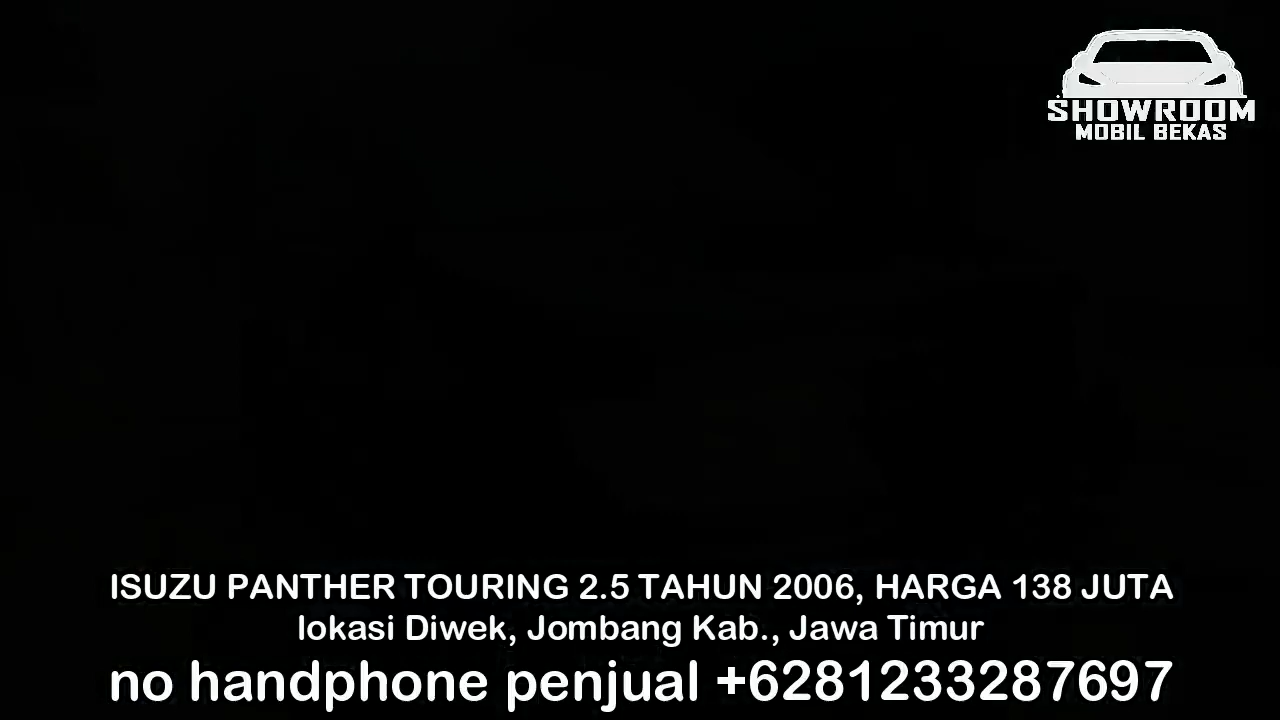 SHOWROOM
MOBIL BEKAS
ISUZU PANTHER TOURING 2.5 TAHUN 2006, HARGA 138 JUTA
lokasi Diwek, Jombang Kab., Jawa Timur
no handphone penjual +6281233287697